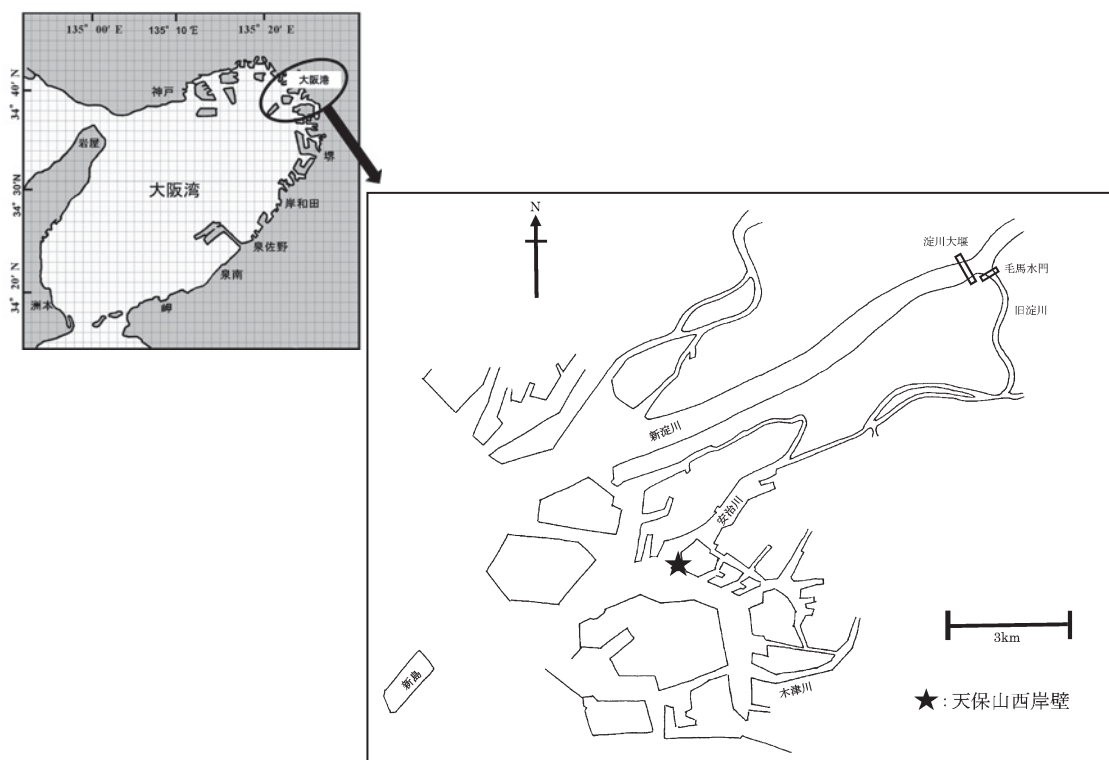 135° 00′ E
135° 10′E
135° 20′ E
34° 40′ N
34° 30′N
34° 20′ N
大阪港
神戸
岩屋
堺
大阪湾
岸和田
泉佐野
泉南
洲本
岬
N
淀川大堰
毛馬水門
旧淀川
新淀川
安治川
3km
新島
木津川
★:天保山西岸壁